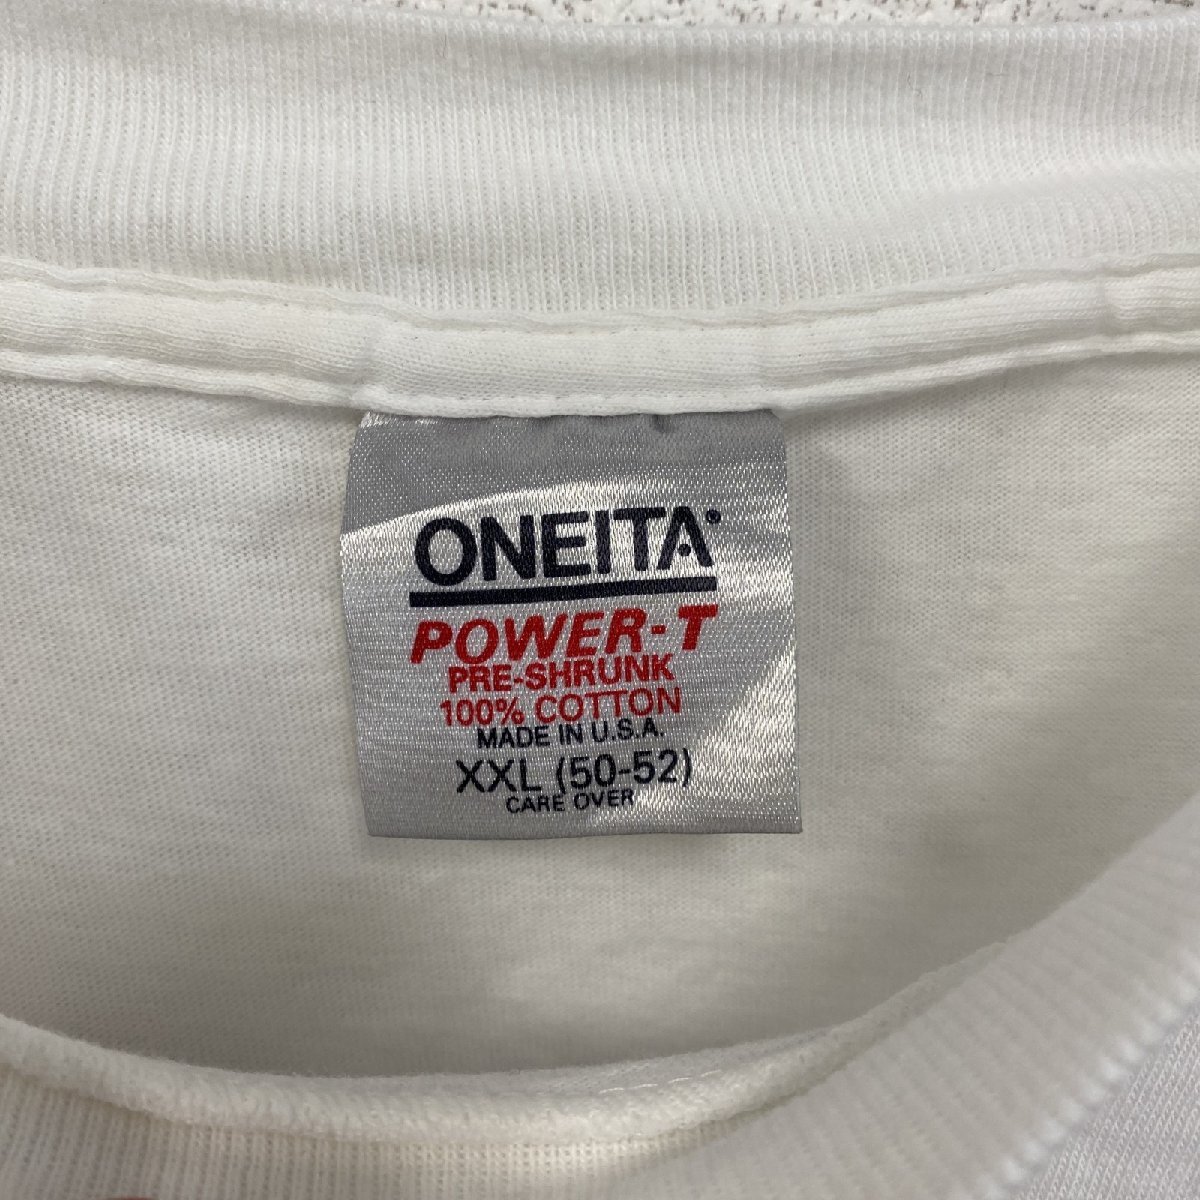 ONEITA®
POWER-T
PRE-SHRUNK
100% COTTON
MADE IN U.S.A.
XXL (50-52)
CARE OVER